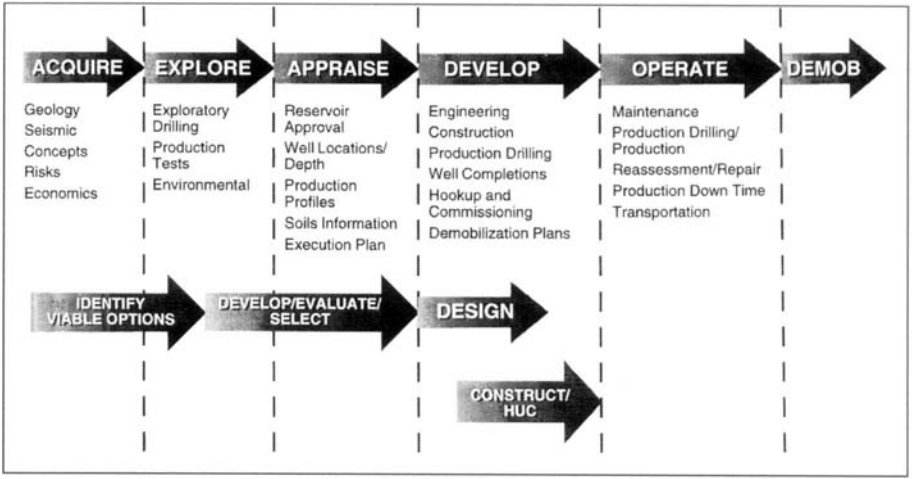 ACQUIRE
EXPLORE
APPRAISE
DEVELOP
OPERATE
DEMOB
Geology
Seismic
Concepts
Risks
Economics
Exploratory
Drilling
Production
Tests
Environmental
Reservoir
Approval
Well Locations/
Depth
Production
Profiles
Soils Information
Execution Plan
Engineering
Construction
Production Drilling
Well Completions
Hookup and
Commissioning
Demobilization Plans
Maintenance
Production Drilling/
Production
Reassessment/Repair
Production Down Time
Transportation
IDENTIFY
VIABLE OPTIONS
DEVELOP/EVALUATE/
SELECT
DESIGN
CONSTRUCT/
HUC